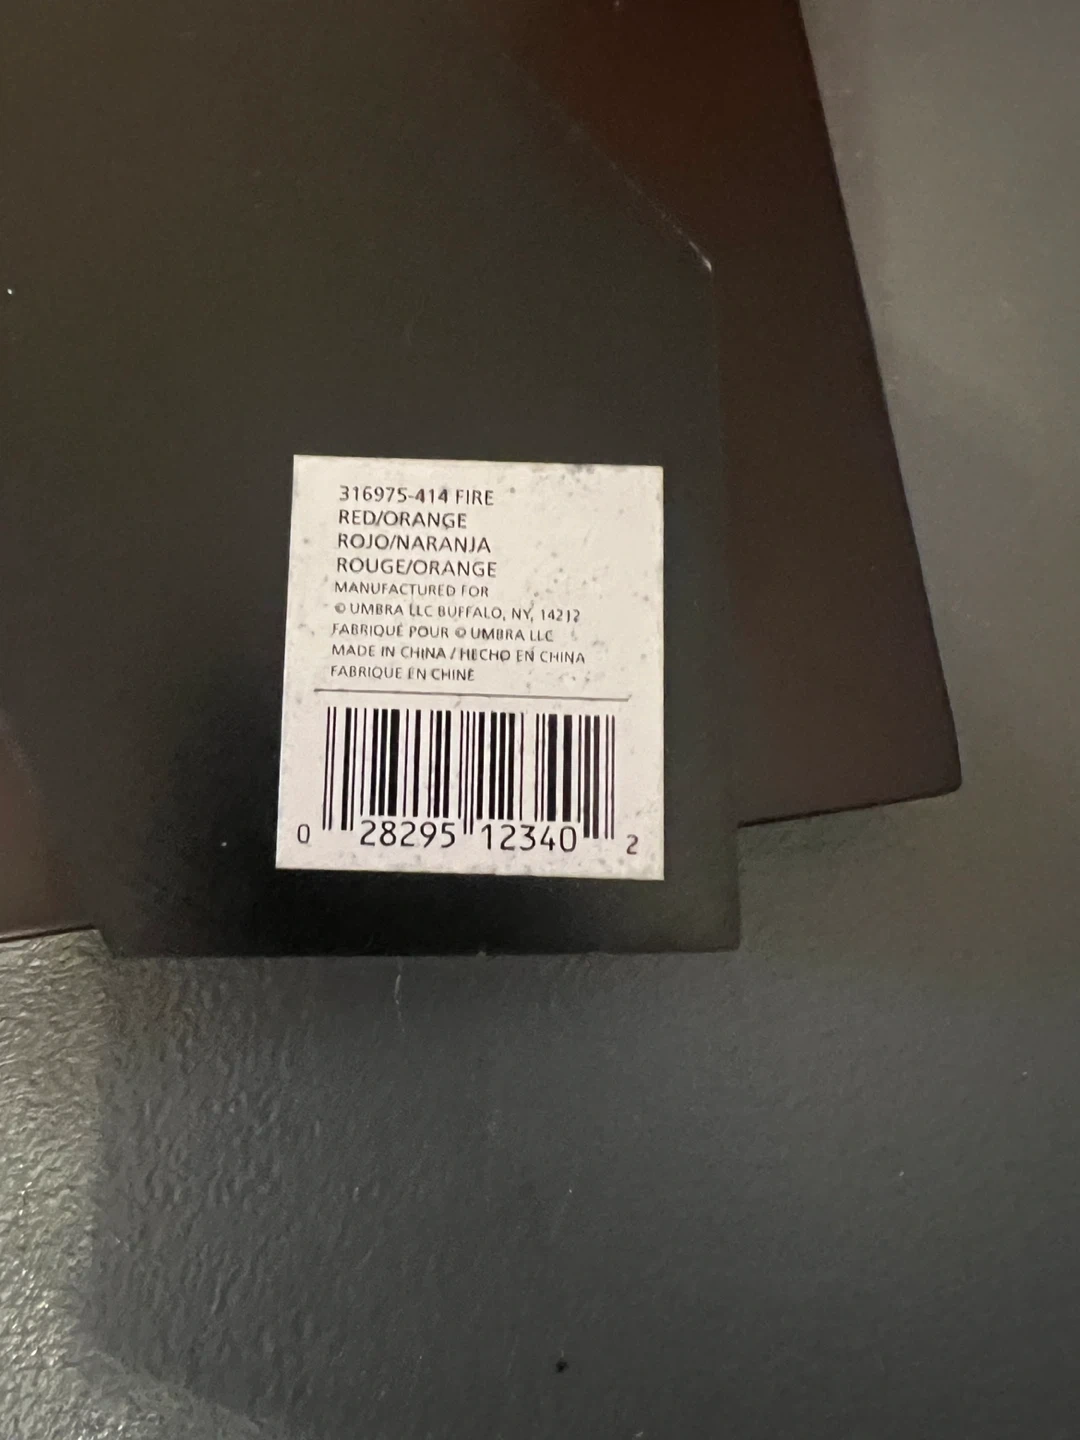 316975-414 FIRE
RED/ORANGE
ROJO/NARANJA
ROUGE/ORANGE
MANUFACTURED FOR
© UMBRA LLC BUFFALO, NY, 14212
FABRIQUÉ POUR © UMBRA LLC
MADE IN CHINA / HECHO EN CHINA
FABRIQUE EN CHINE
0 28295 12340 2